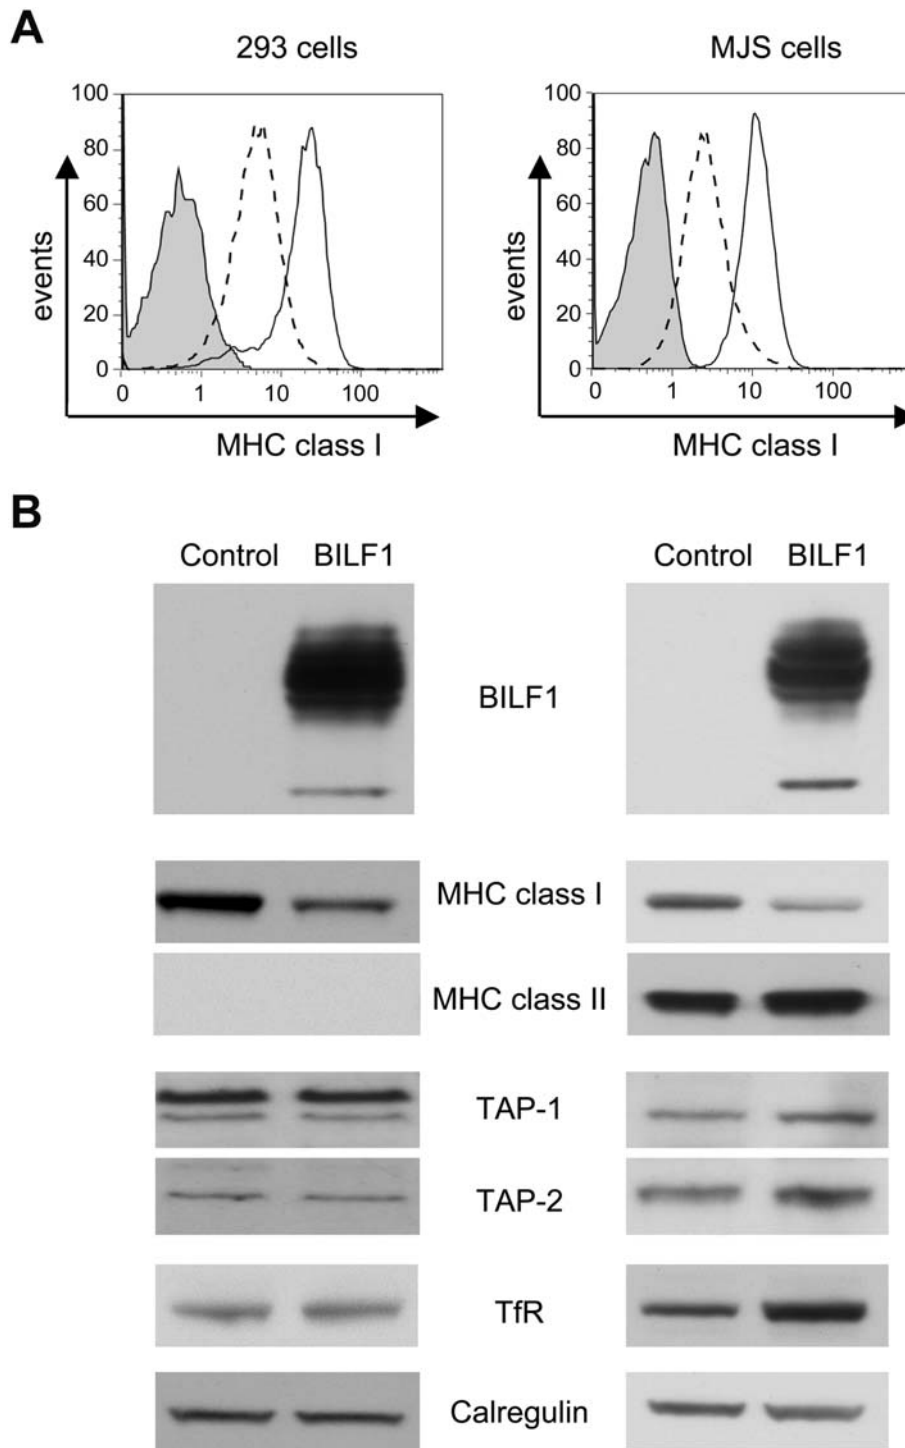 A
293 cells
MJS cells
100
80
60
40
20
0
events
0 1 10 100
MHC class I
100
80
60
40
20
0
events
0 1 10 100
MHC class I
B
Control BILF1
Control BILF1
BILF1
MHC class I
MHC class II
TAP-1
TAP-2
TfR
Calregulin